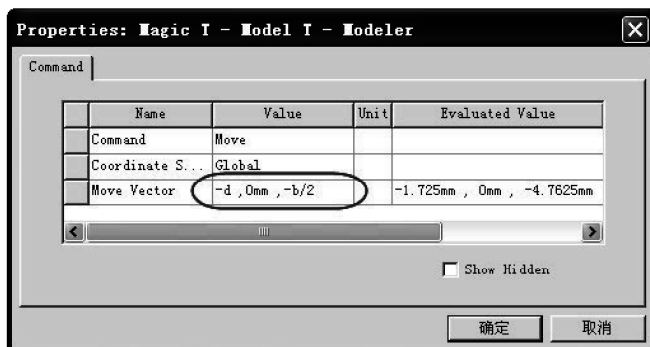 Properties: Magic T - Model T - Modeler
Command
Name Value Unit Evaluated Value
Command Move
Coordinate S... Global
Move Vector -d ,0mm ,-b/2 -1.725mm , 0mm , -4.7625mm
Show Hidden
确定 取消